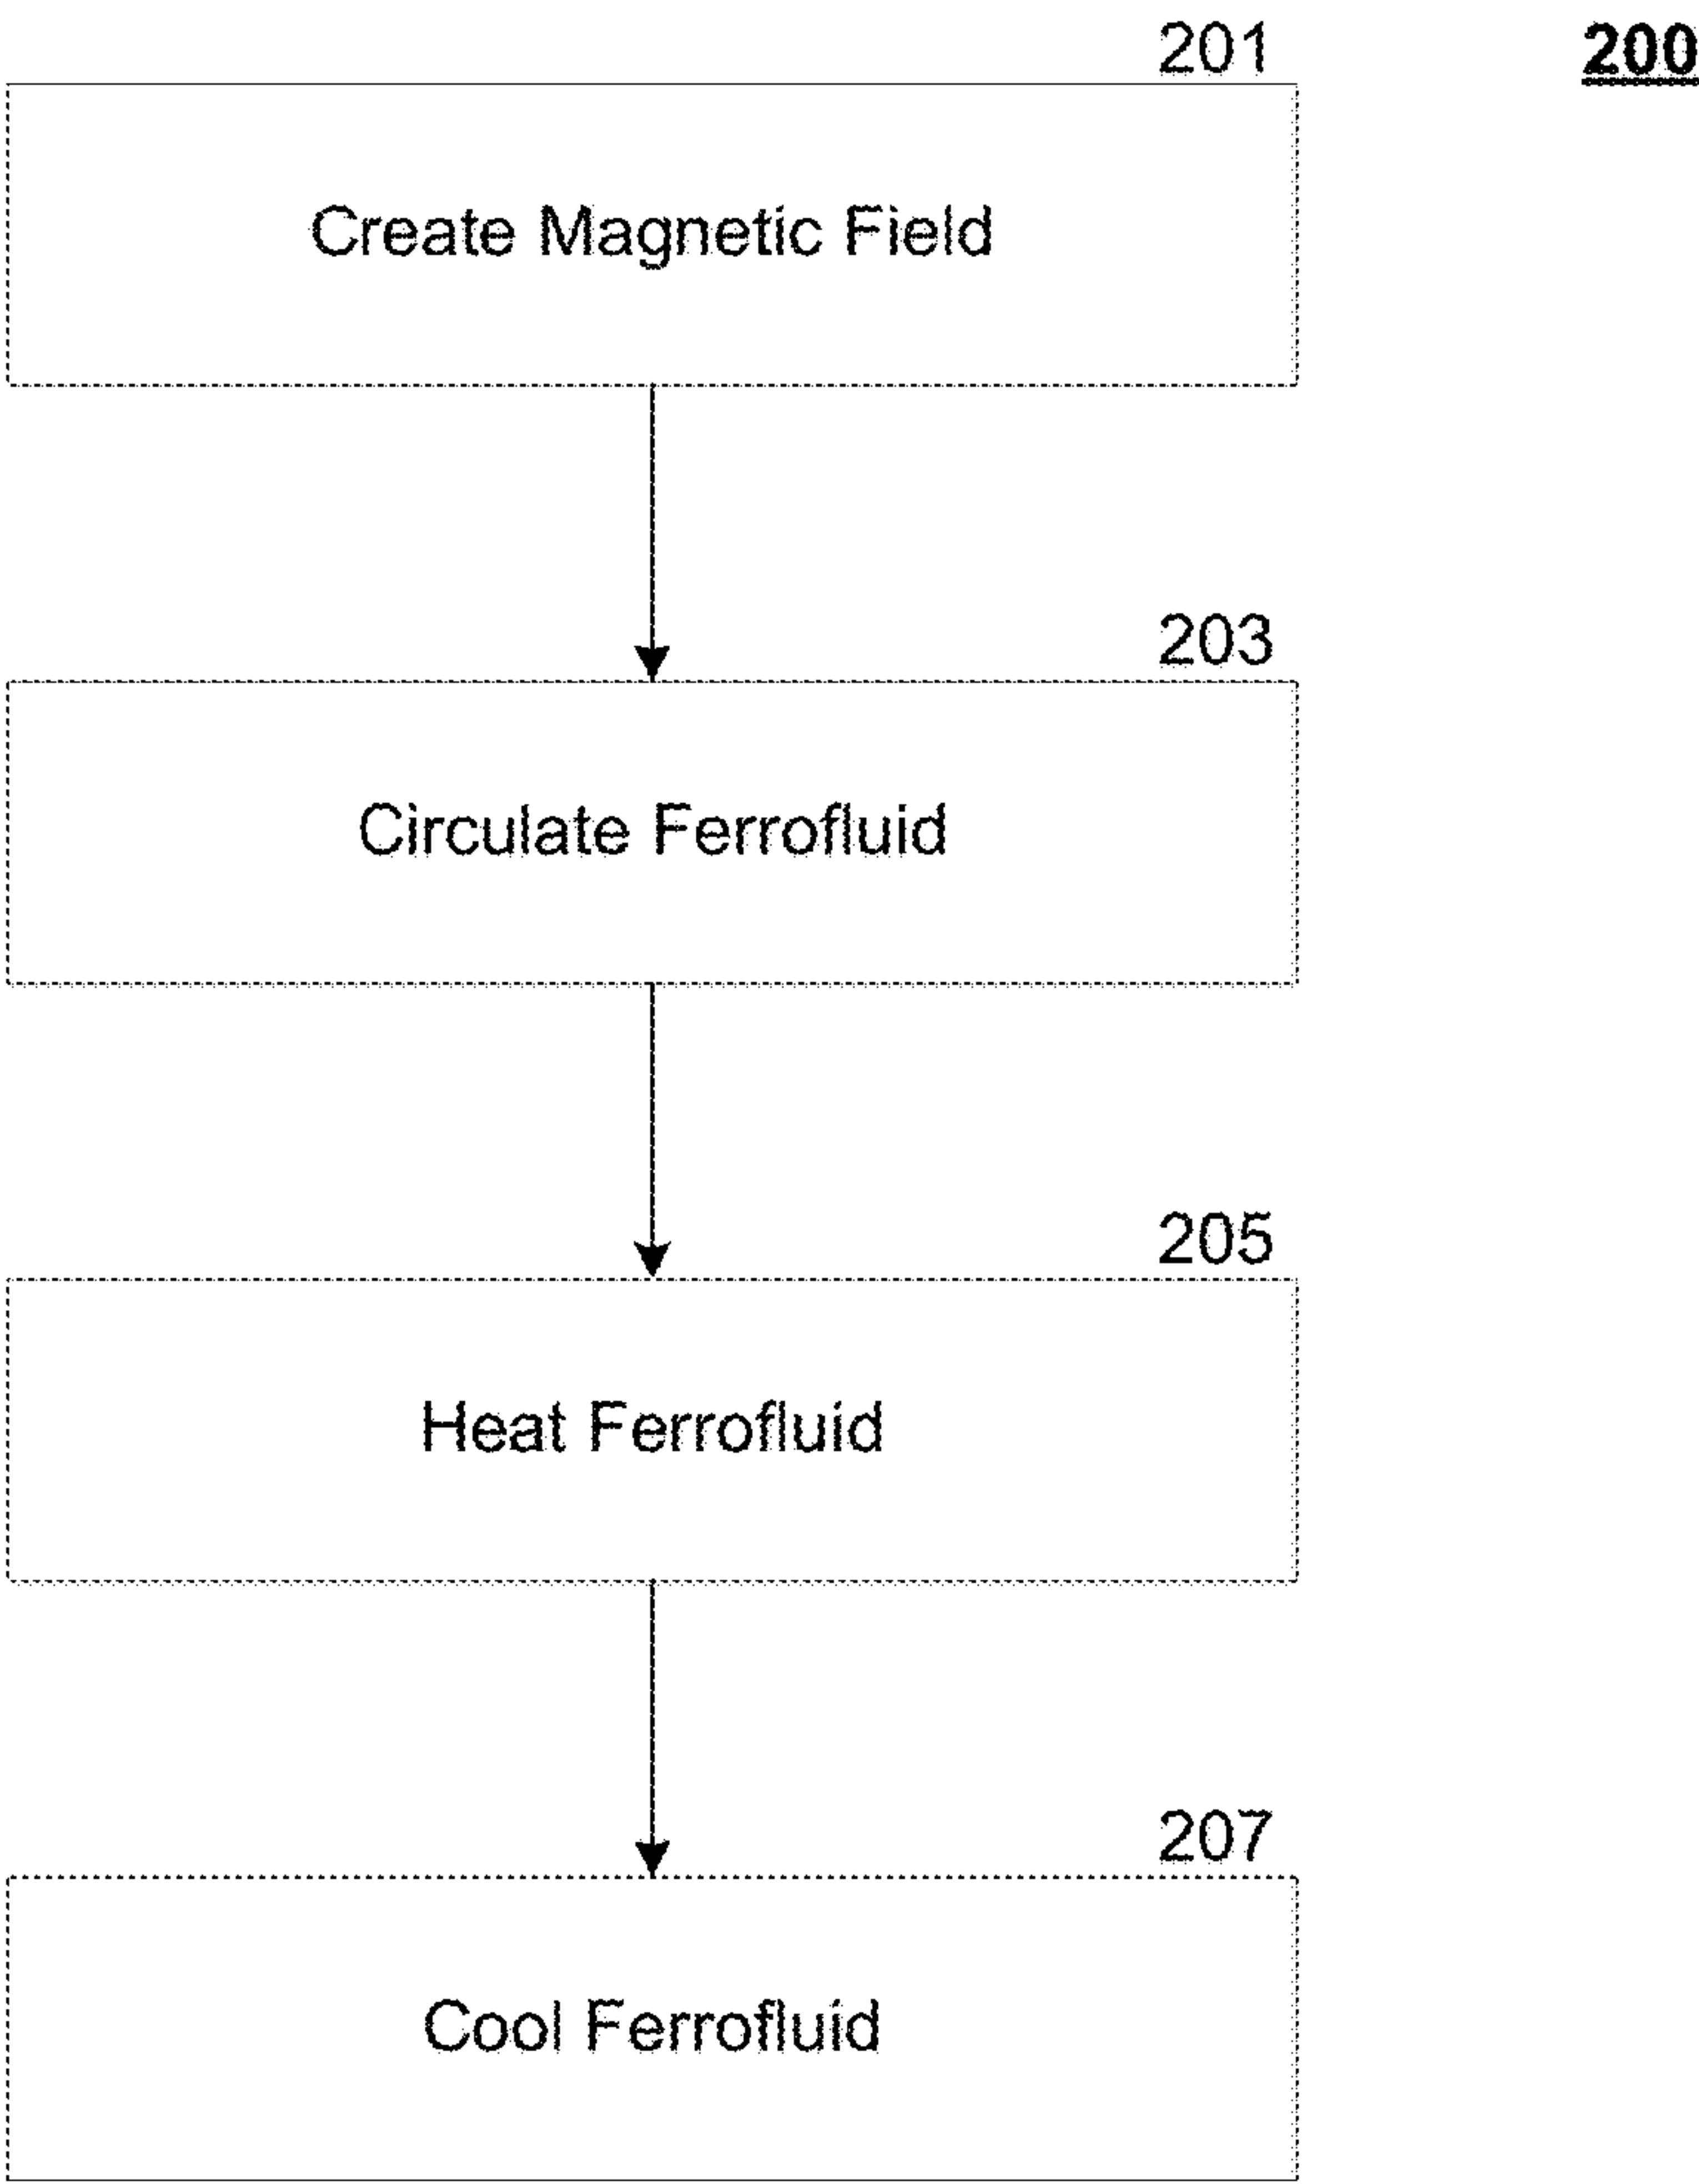 200
201
Create Magnetic Field
203
Circulate Ferrofluid
205
Heat Ferrofluid
207
Cool Ferrofluid